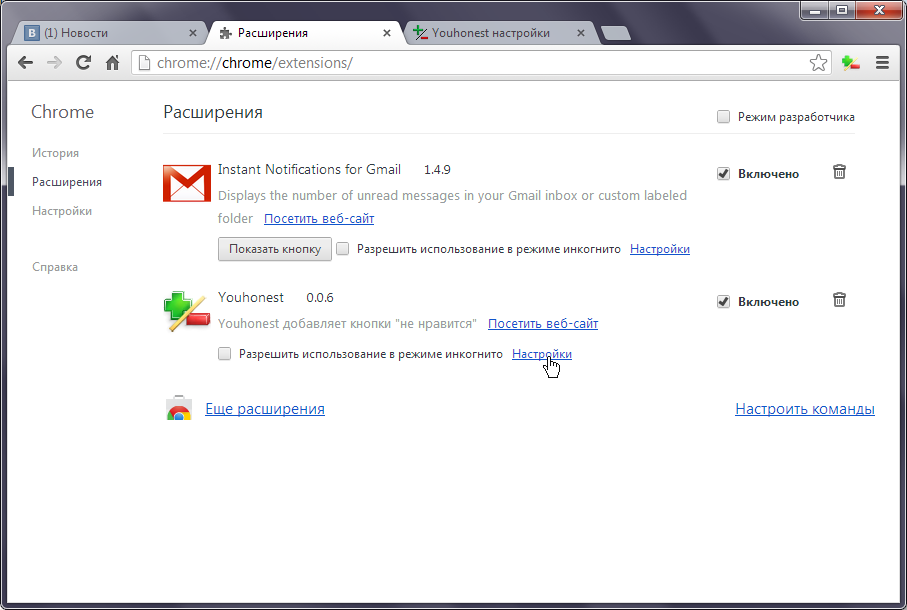 (1) Новости
Расширения
Youhonest настройки
chrome://chrome/extensions/
Chrome
Расширения
Режим разработчика
История
Расширения
Настройки
Справка
Instant Notifications for Gmail 1.4.9
Включено
Displays the number of unread messages in your Gmail inbox or custom labeled
folder Посетить веб-сайт
Показать кнопку Разрешить использование в режиме инкогнито Настройки
Youhonest 0.0.6
Включено
Youhonest добавляет кнопки "не нравится" Посетить веб-сайт
Разрешить использование в режиме инкогнито Настройки
Еще расширения
Настроить команды